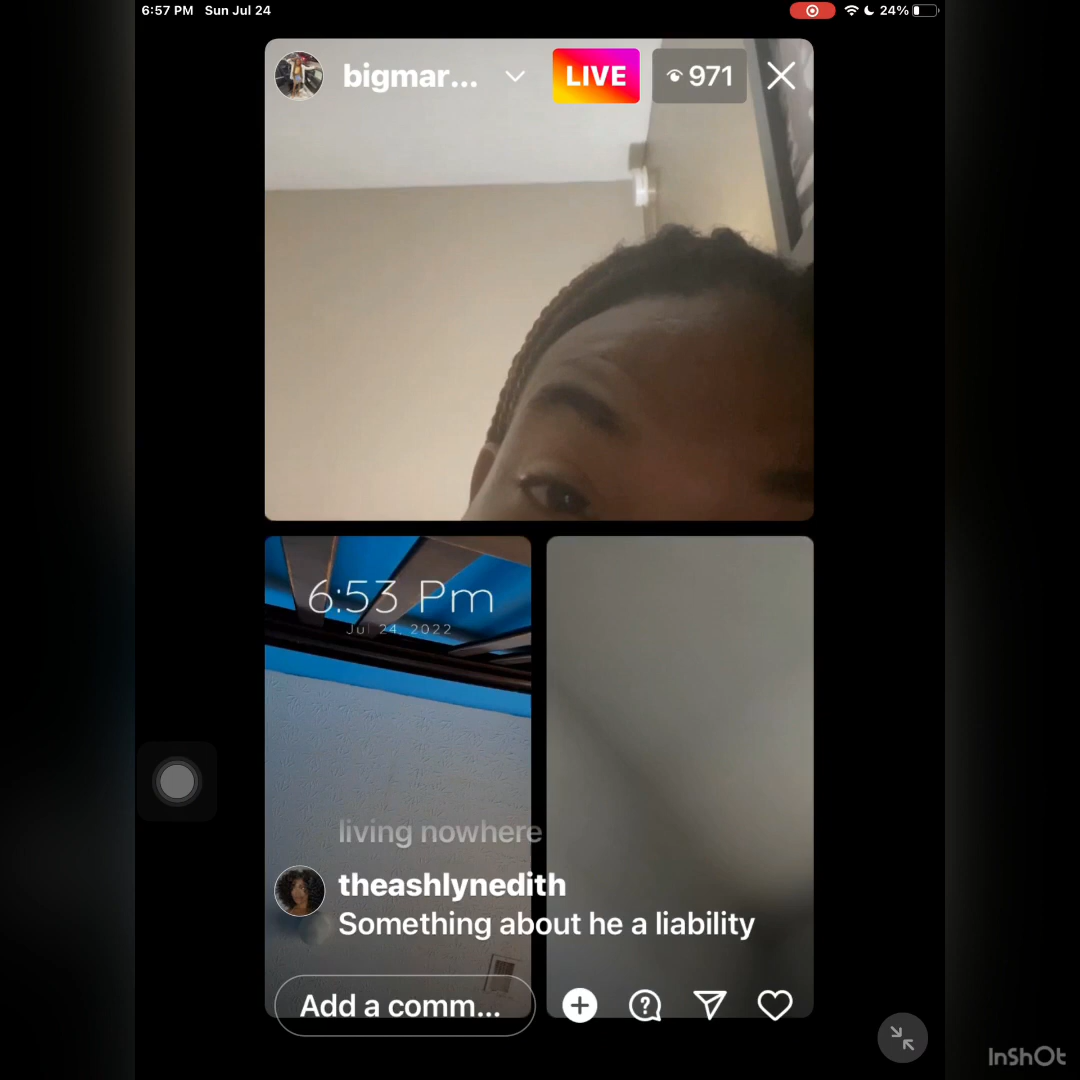 6:57 PM Sun Jul 24
24%
bigmar...
LIVE
971
6:53 Pm
Jul 24, 2022
living nowhere
theashlynedith
Something about he a liability
Add a comm...
InShOt